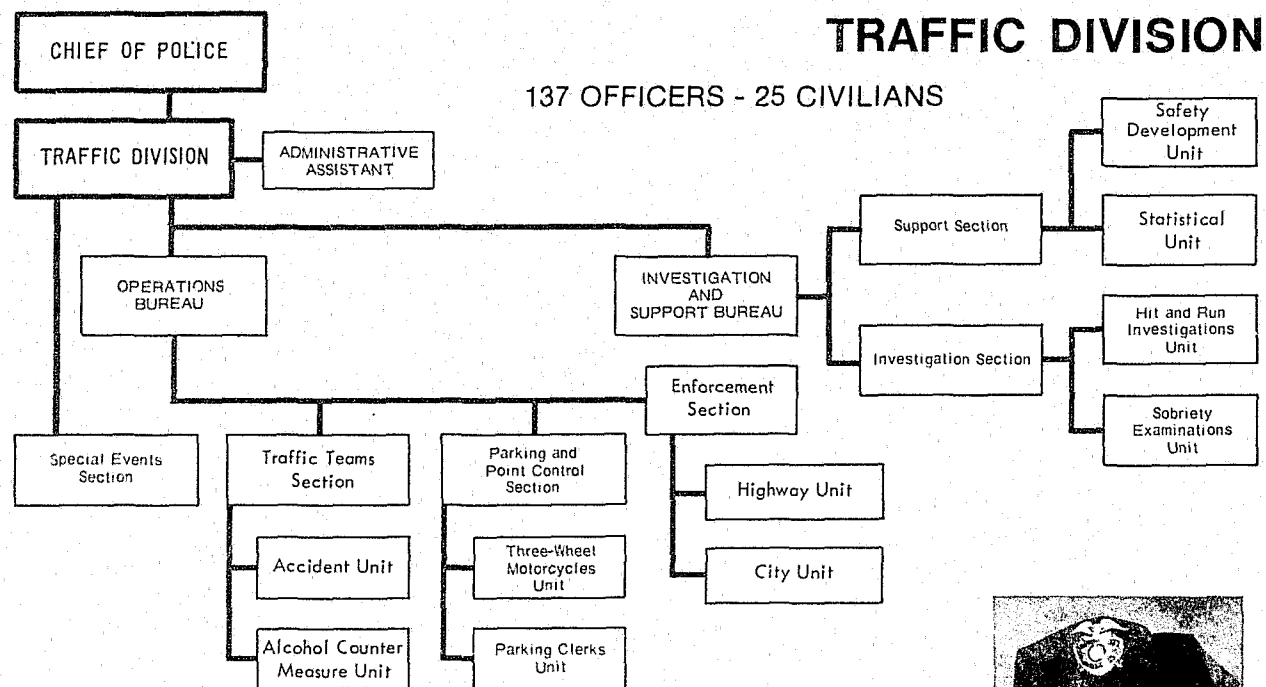 TRAFFIC DIVISION
137 OFFICERS - 25 CIVILIANS
CHIEF OF POLICE
TRAFFIC DIVISION
ADMINISTRATIVE
ASSISTANT
OPERATIONS
BUREAU
INVESTIGATION
AND
SUPPORT BUREAU
Support Section
Safety
Development
Unit
Statistical
Unit
Investigation Section
Hit and Run
Investigations
Unit
Sobriety
Examinations
Unit
Enforcement
Section
Highway Unit
City Unit
Special Events
Section
Traffic Teams
Section
Accident Unit
Alcohol Counter
Measure Unit
Parking and
Point Control
Section
Three-Wheel
Motorcycles
Unit
Parking Clerks
Unit